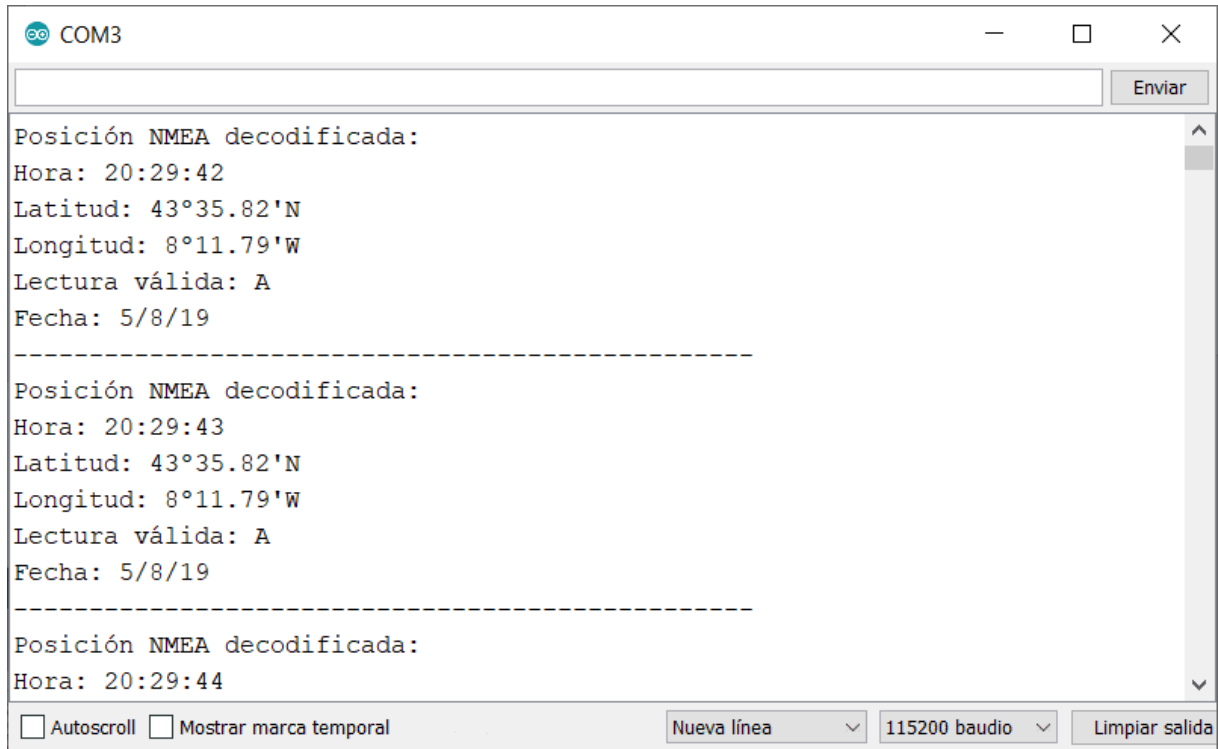 COM3
Enviar
Posición NMEA decodificada:
Hora: 20:29:42
Latitud: 43°35.82'N
Longitud: 8°11.79'W
Lectura válida: A
Fecha: 5/8/19
-------------------------------------------------
Posición NMEA decodificada:
Hora: 20:29:43
Latitud: 43°35.82'N
Longitud: 8°11.79'W
Lectura válida: A
Fecha: 5/8/19
-------------------------------------------------
Posición NMEA decodificada:
Hora: 20:29:44
Autoscroll Mostrar marca temporal Nueva línea 115200 baudio Limpiar salida